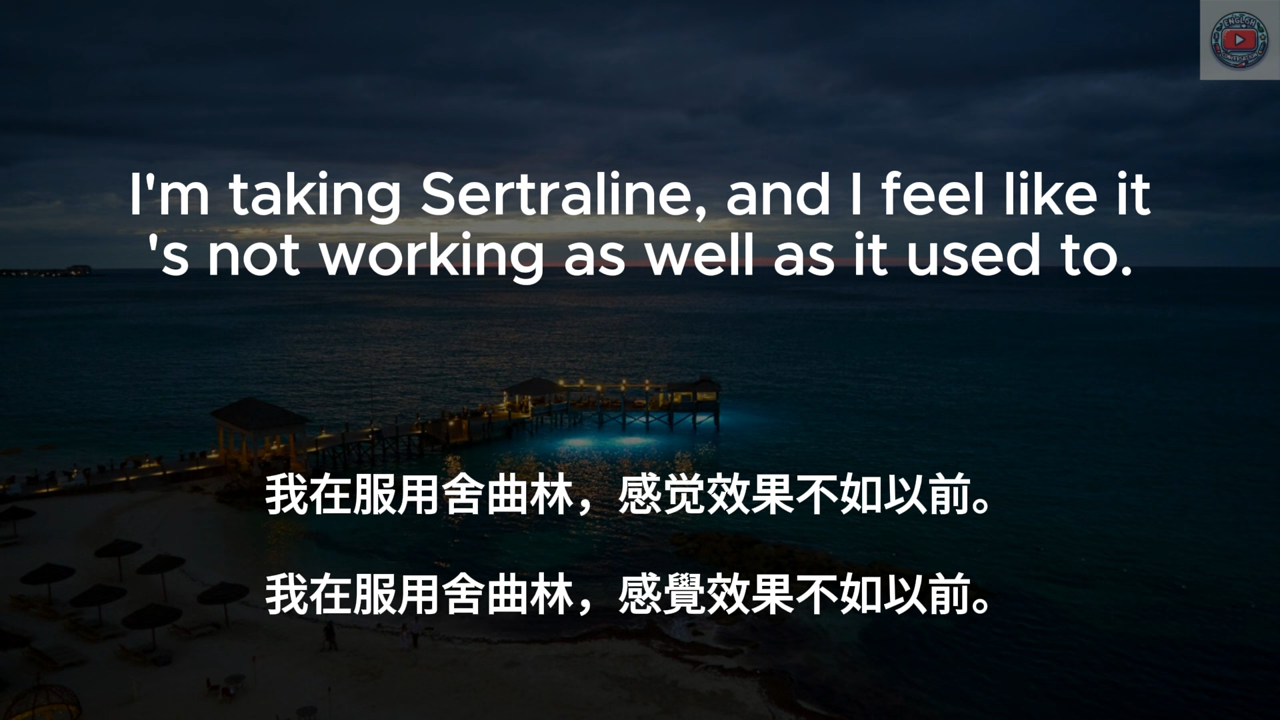 I'm taking Sertraline, and I feel like it
's not working as well as it used to.
我在服用舍曲林，感觉效果不如以前。
我在服用舍曲林，感覺效果不如以前。